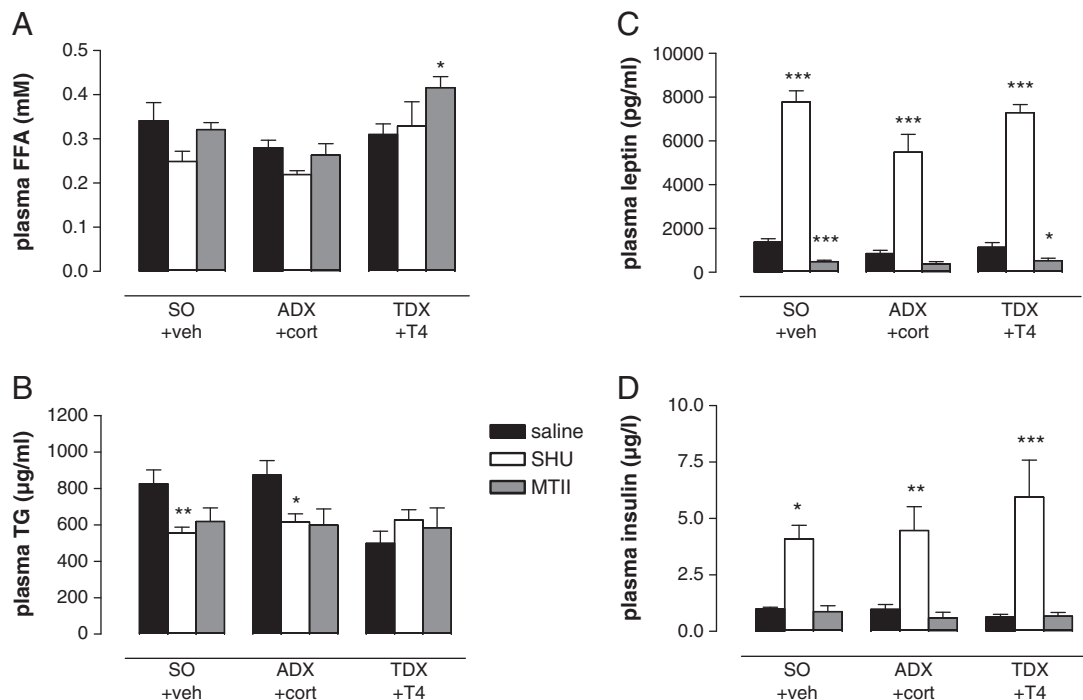 A
plasma FFA (mM)
0.5
0.4
0.3
0.2
0.1
0.0
*
SO
+veh
ADX
+cort
TDX
+T4
B
plasma TG (µg/ml)
1200
1000
800
600
400
200
0
**
*
SO
+veh
ADX
+cort
TDX
+T4
saline
SHU
MTII
C
plasma leptin (pg/ml)
10000
8000
6000
4000
2000
0
***
***
***
***
*
SO
+veh
ADX
+cort
TDX
+T4
D
plasma insulin (µg/l)
10.0
7.5
5.0
2.5
0.0
*
**
***
SO
+veh
ADX
+cort
TDX
+T4